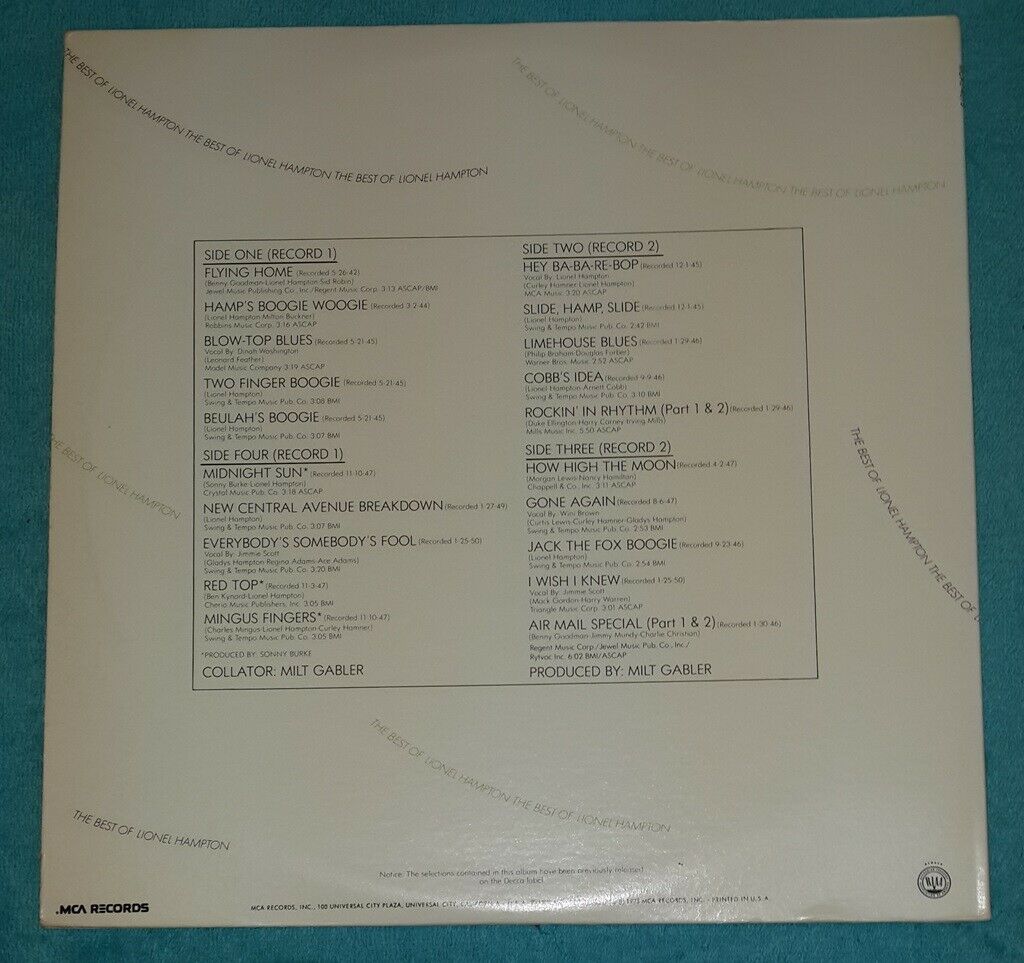 THE BEST OF LIONEL HAMPTON THE BEST OF LIONEL HAMPTON THE BEST OF LIONEL HAMPTON
THE BEST OF LIONEL HAMPTON THE BEST OF LIONEL HAMPTON THE BEST OF LIONEL HAMPTON
SIDE ONE (RECORD 1)
FLYING HOME (Recorded 5-26-42)
(Benny Goodman-Lionel Hampton-Sid Robin)
Jewel Music Publishing Co., Inc./Regent Music Corp. 3:13 ASCAP/BMI
HAMP'S BOOGIE WOOGIE (Recorded 3-2-44)
(Lionel Hampton-Milton Buckner)
Robbins Music Corp. 3:16 ASCAP
BLOW-TOP BLUES (Recorded 5-21-45)
Vocal By: Dinah Washington
(Leonard Feather)
Model Music Company 3:19 ASCAP
TWO FINGER BOOGIE (Recorded 5-21-45)
(Lionel Hampton)
Swing & Tempo Music Pub. Co. 3:08 BMI
BEULAH'S BOOGIE (Recorded 5-21-45)
(Lionel Hampton)
Swing & Tempo Music Pub. Co. 3:07 BMI
SIDE FOUR (RECORD 1)
MIDNIGHT SUN* (Recorded 11-10-47)
(Sonny Burke-Lionel Hampton)
Crystal Music Pub. Co. 3:18 ASCAP
NEW CENTRAL AVENUE BREAKDOWN (Recorded 1-27-49)
(Lionel Hampton)
Swing & Tempo Music Pub. Co. 3:07 BMI
EVERYBODY'S SOMEBODY'S FOOL (Recorded 1-25-50)
Vocal By: Jimmie Scott
(Gladys Hampton-Regina Adams-Ace Adams)
Swing & Tempo Music Pub. Co. 3:20 BMI
RED TOP* (Recorded 11-3-47)
(Ben Kynard-Lionel Hampton)
Cherio Music Publishers, Inc. 3:05 BMI
MINGUS FINGERS* (Recorded 11-10-47)
(Charles Mingus-Lionel Hampton-Curley Hamner)
Swing & Tempo Music Pub. Co. 3:05 BMI
*PRODUCED BY: SONNY BURKE
COLLATOR: MILT GABLER
SIDE TWO (RECORD 2)
HEY BA-BA-RE-BOP (Recorded 12-1-45)
Vocal By: Lionel Hampton
(Curley Hamner-Lionel Hampton)
MCA Music 3:20 ASCAP
SLIDE, HAMP, SLIDE (Recorded 12-1-45)
(Lionel Hampton)
Swing & Tempo Music Pub. Co. 2:42 BMI
LIMEHOUSE BLUES (Recorded 1-29-46)
(Philip Braham-Douglas Furber)
Warner Bros. Music 2:52 ASCAP
COBB'S IDEA (Recorded 9-9-46)
(Lionel Hampton-Arnett Cobb)
Swing & Tempo Music Pub. Co. 3:10 BMI
ROCKIN' IN RHYTHM (Part 1 & 2) (Recorded 1-29-46)
(Duke Ellington-Harry Carney-Irving Mills)
Mills Music Inc. 5:50 ASCAP
SIDE THREE (RECORD 2)
HOW HIGH THE MOON (Recorded 4-2-47)
(Morgan Lewis-Nancy Hamilton)
Chappell & Co., Inc. 3:11 ASCAP
GONE AGAIN (Recorded 8-6-47)
Vocal By: Wini Brown
(Curtis Lewis-Curley Hamner-Gladys Hampton)
Swing & Tempo Music Pub. Co. 2:53 BMI
JACK THE FOX BOOGIE (Recorded 9-23-46)
(Lionel Hampton)
Swing & Tempo Music Pub. Co. 2:54 BMI
I WISH I KNEW (Recorded 1-25-50)
Vocal By: Jimmie Scott
(Mack Gordon-Harry Warren)
Triangle Music Corp. 3:01 ASCAP
AIR MAIL SPECIAL (Part 1 & 2) (Recorded 1-30-46)
(Benny Goodman-Jimmy Mundy-Charlie Christian)
Regent Music Corp./Jewel Music Pub. Co., Inc./
Rytvoc Inc. 6:02 BMI/ASCAP
PRODUCED BY: MILT GABLER
THE BEST OF LIONEL HAMPTON
THE BEST OF LIONEL HAMPTON THE BEST OF
THE BEST OF LIONEL HAMPTON THE BEST OF LIONEL HAMPTON
THE BEST OF LIONEL HAMPTON
Notice: The selections contained in this album have been previously released
on the Decca label.
.MCA RECORDS
MCA RECORDS, INC., 100 UNIVERSAL CITY PLAZA, UNIVERSAL CITY, 1975 MCA RECORDS, INC. • PRINTED IN U.S.A.